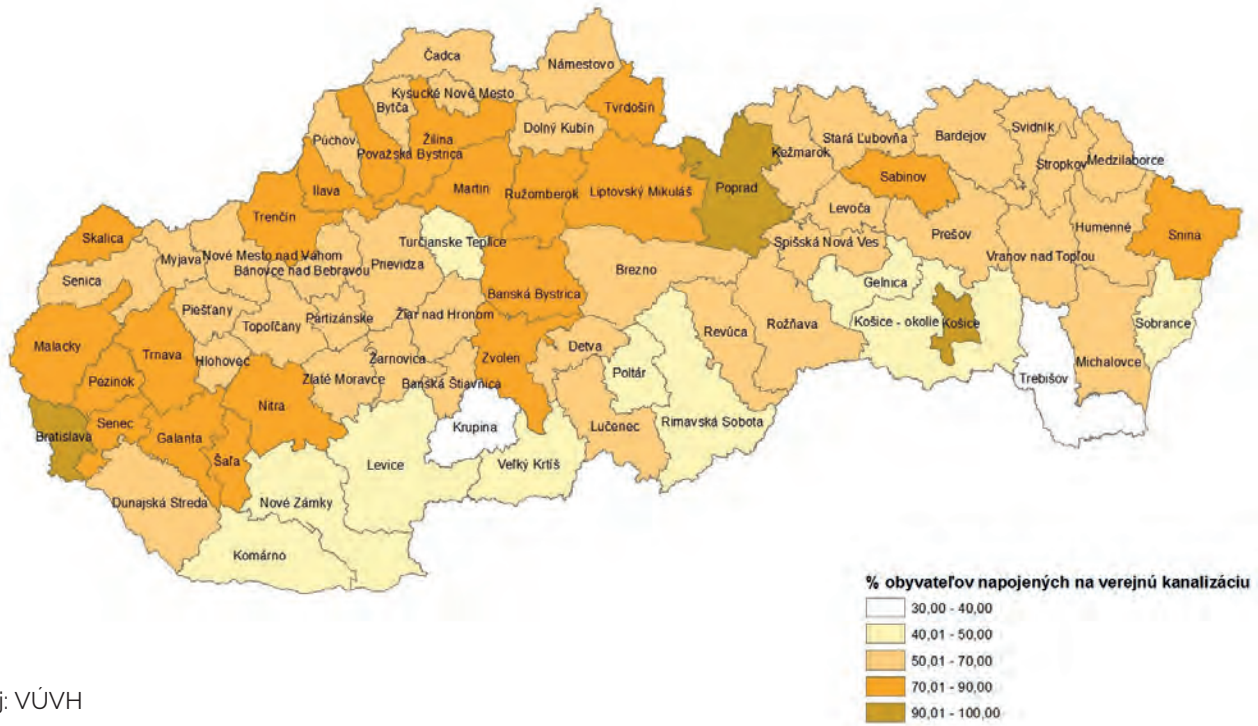 Čadca
Námestovo
Kysucké Nové Mesto
Bytča
Tvrdošín
Púchov
Žilina
Dolný Kubín
Považská Bystrica
Stará Ľubovňa
Bardejov
Svidník
Kežmarok
Stropkov
Medzilaborce
Ilava
Martin
Ružomberok
Liptovský Mikuláš
Poprad
Sabinov
Trenčín
Levoča
Skalica
Turčianske Teplice
Spišská Nová Ves
Prešov
Humenné
Snina
Myjava
Nové Mesto nad Váhom
Bánovce nad Bebravou
Prievidza
Brezno
Vranov nad Topľou
Senica
Gelnica
Piešťany
Topoľčany
Partizánske
Žiar nad Hronom
Banská Bystrica
Košice - okolie
Košice
Sobrance
Malacky
Trnava
Hlohovec
Žarnovica
Zvolen
Detva
Revúca
Rožňava
Michalovce
Pezinok
Zlaté Moravce
Banská Štiavnica
Poltár
Trebišov
Nitra
Bratislava
Senec
Galanta
Krupina
Lučenec
Rimavská Sobota
Šaľa
Levice
Veľký Krtíš
Dunajská Streda
Nové Zámky
Komárno
% obyvateľov napojených na verejnú kanalizáciu
30,00 - 40,00
40,01 - 50,00
50,01 - 70,00
70,01 - 90,00
90,01 - 100,00
j: VÚVH